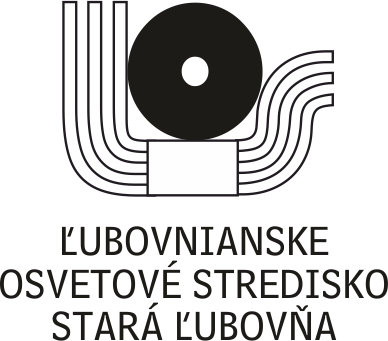 ĽUBOVNIANSKE
OSVETOVÉ STREDISKO
STARÁ ĽUBOVŇA